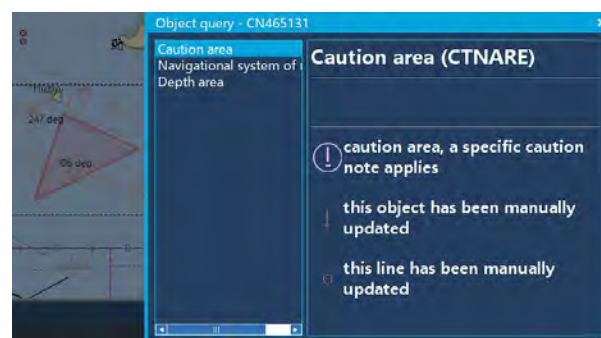 Object query - CN465131
Caution area
Navigational system of
Depth area
Caution area (CTNARE)
caution area, a specific caution
note applies
this object has been manually
updated
this line has been manually
updated
247 deg
06 deg